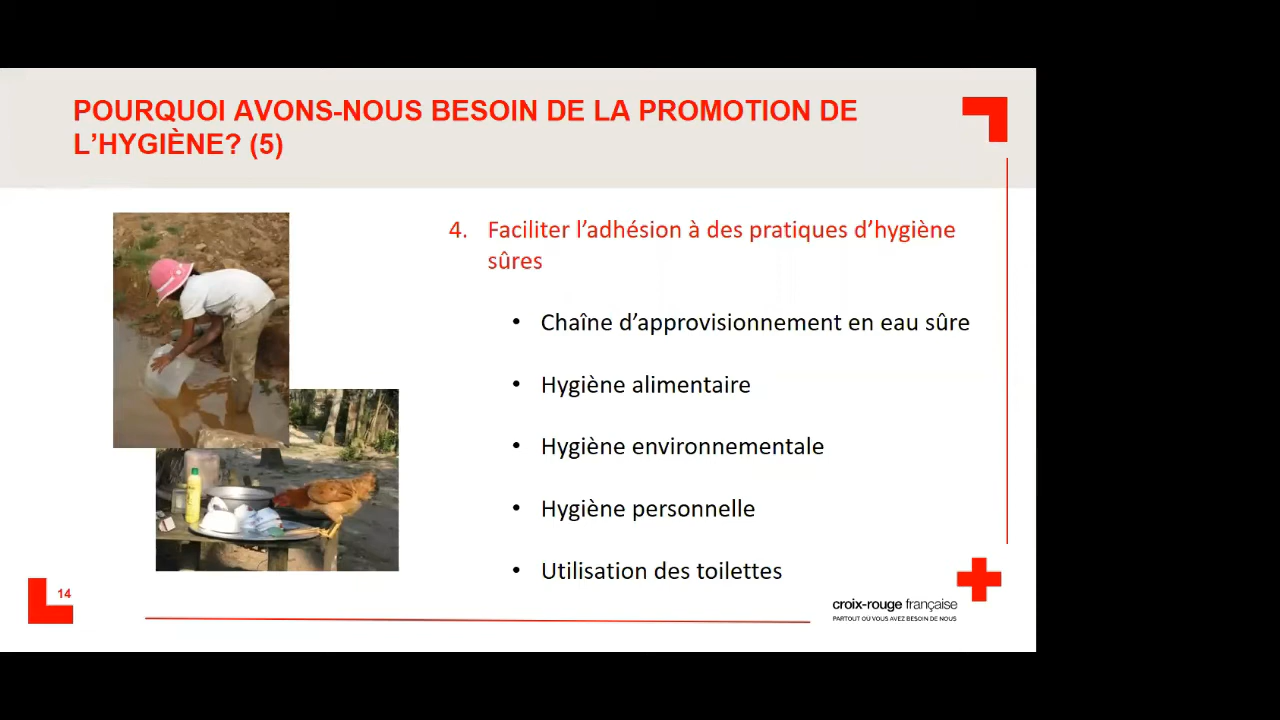 POURQUOI AVONS-NOUS BESOIN DE LA PROMOTION DE
L’HYGIÈNE? (5)
4. Faciliter l’adhésion à des pratiques d’hygiène
sûres
• Chaîne d’approvisionnement en eau sûre
• Hygiène alimentaire
• Hygiène environnementale
• Hygiène personnelle
• Utilisation des toilettes
14
croix-rouge française
PARTOUT OÙ VOUS AVEZ BESOIN DE NOUS